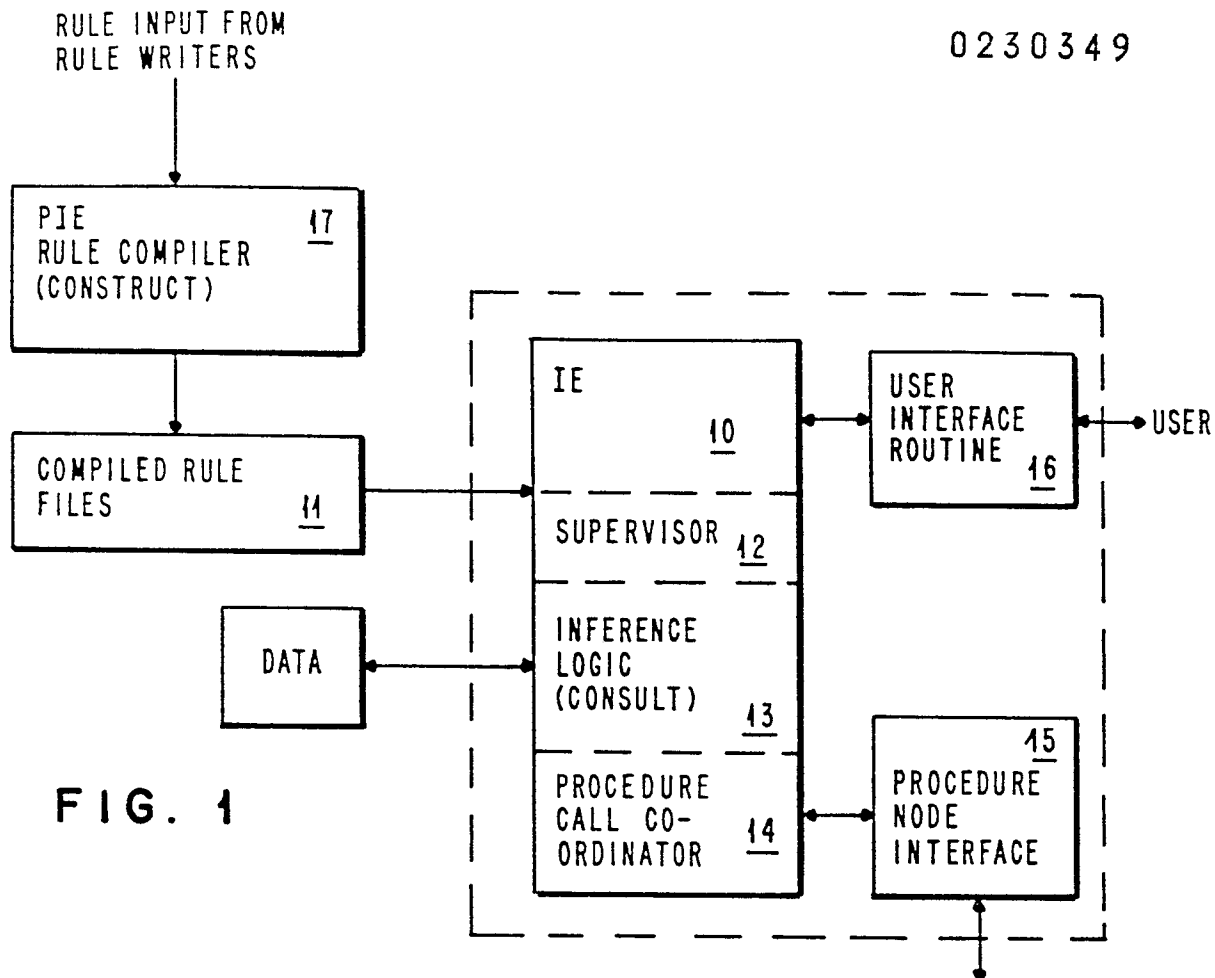 RULE INPUT FROM
RULE WRITERS
0230349
PIE
RULE COMPILER
(CONSTRUCT)
17
COMPILED RULE
FILES
11
IE
10
SUPERVISOR
12
INFERENCE
LOGIC
(CONSULT)
13
PROCEDURE
CALL CO-
ORDINATOR
14
USER
INTERFACE
ROUTINE
16
USER
DATA
15
PROCEDURE
NODE
INTERFACE
FIG. 1